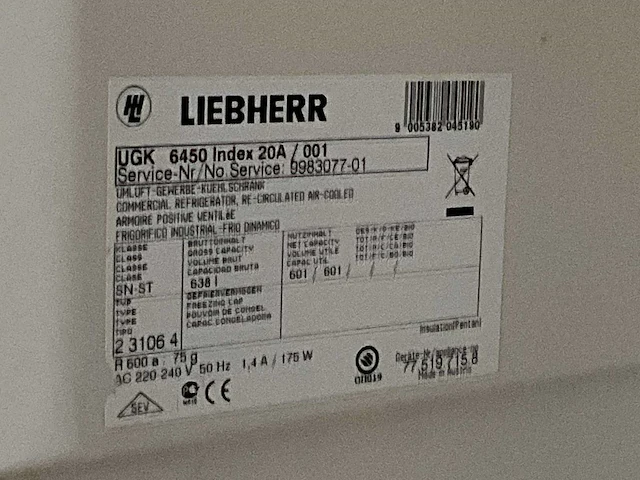 LIEBHERR
9 005382 045190
UGK 6450 Index 20A / 001
Service-Nr/No.Service: 9983077-01
UMLUFT-GEWERBE-KUEHLSCHRANK
COMMERCIAL REFRIGERATOR, RE-CIRCULATED AIR-COOLED
ARMOIRE POSITIVE VENTILÉE
FRIGORIFICO INDUSTRIAL-FRIO DINAMICO
KLASSE
CLASS
CLASSE
CLASE
SN-ST
BRUTTOINHALT
GROSS CAPACITY
VOLUME BRUT
CAPACIDAD BRUTA
638 l
NUTZINHALT
NET CAPACITY
VOLUME UTILE
CAPAC UTIL
601 / 601 / / /
TYP
TYPE
TYPE
TIPO
2 3106 4
GEFRIERVERMOGEN
FREEZING CAP
POUVOIR DE CONGEL
CAPAC CONGELADORA
Insulation/Pentan
R 600 a : 75 g
AC 220-240 V 50 Hz 1,4 A / 175 W
Geräte-Nr/appliance-no
77.519 715.8
Made in Austria
SEV
CE